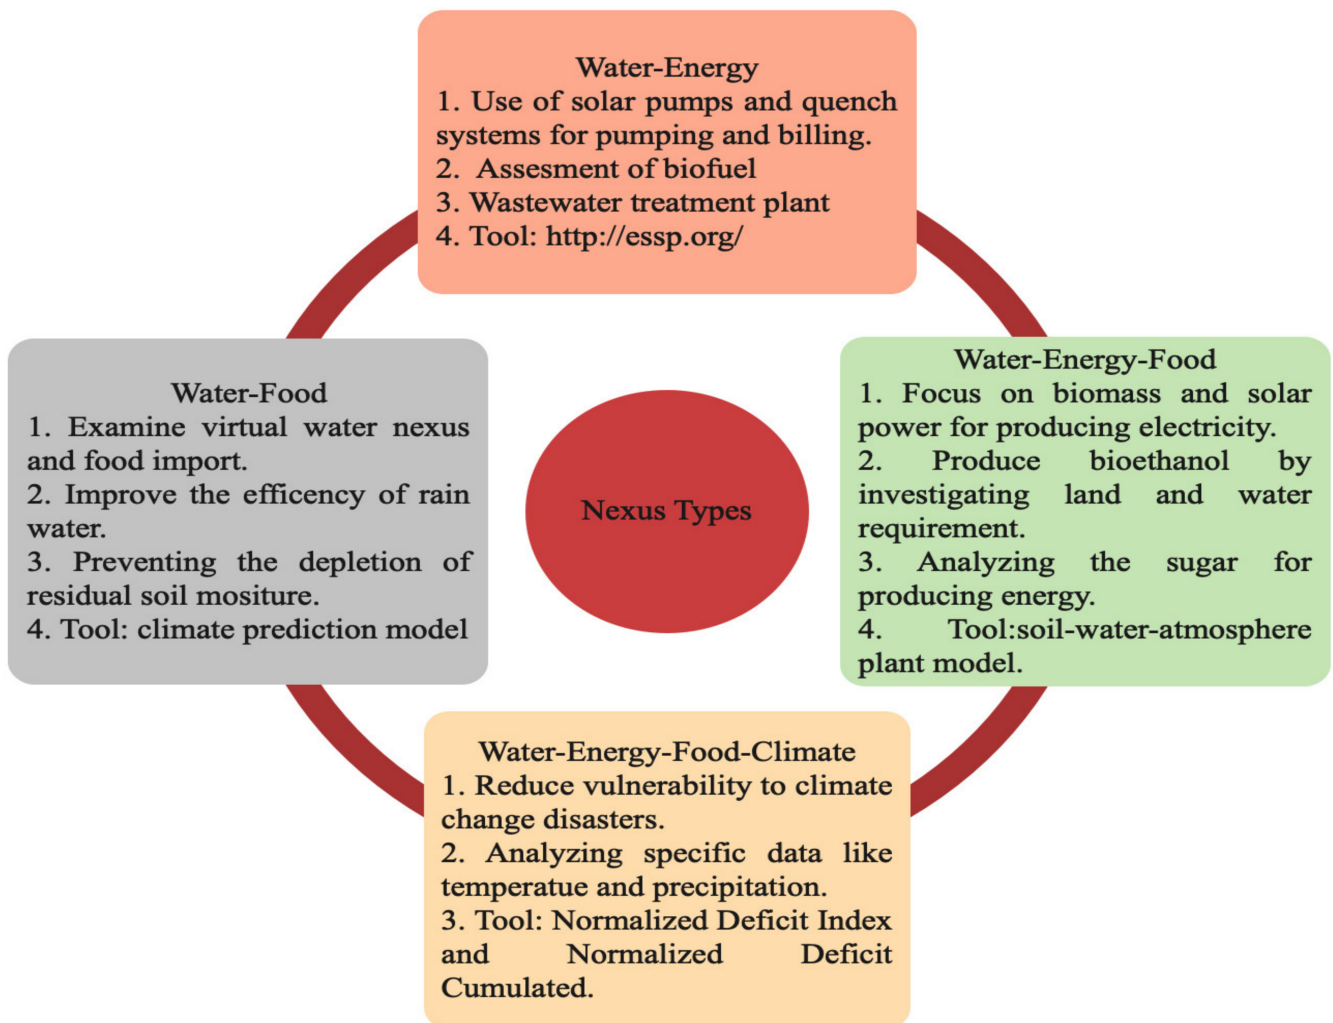 Water-Energy
1. Use of solar pumps and quench
systems for pumping and billing.
2. Assesment of biofuel
3. Wastewater treatment plant
4. Tool: http://essp.org/
Water-Food
1. Examine virtual water nexus
and food import.
2. Improve the efficency of rain
water.
3. Preventing the depletion of
residual soil mositure.
4. Tool: climate prediction model
Nexus Types
Water-Energy-Food
1. Focus on biomass and solar
power for producing electricity.
2. Produce bioethanol by
investigating land and water
requirement.
3. Analyzing the sugar for
producing energy.
4. Tool:soil-water-atmosphere
plant model.
Water-Energy-Food-Climate
1. Reduce vulnerability to climate
change disasters.
2. Analyzing specific data like
temperatue and precipitation.
3. Tool: Normalized Deficit Index
and Normalized Deficit
Cumulated.